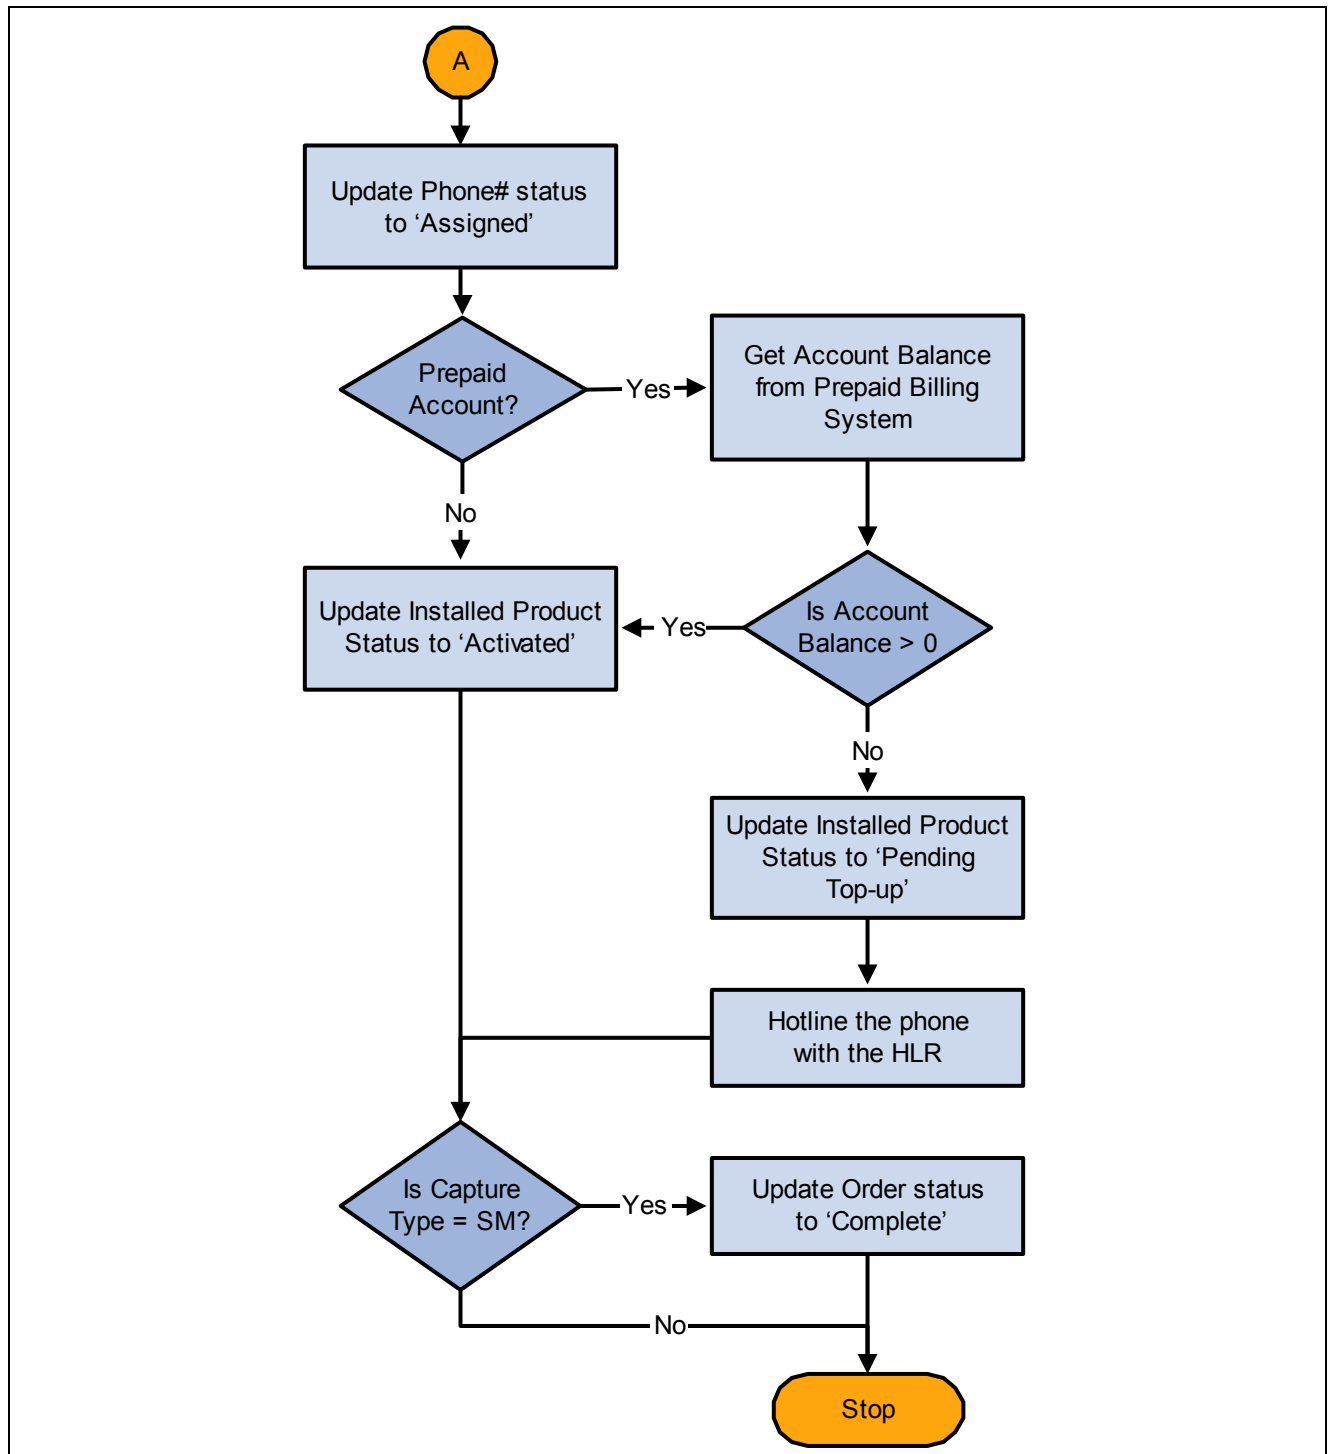 A
Update Phone# status
to ‘Assigned’
Prepaid
Account?
Yes
Get Account Balance
from Prepaid Billing
System
No
Update Installed Product
Status to ‘Activated’
Yes
Is Account
Balance > 0
No
Update Installed Product
Status to ‘Pending
Top-up’
Hotline the phone
with the HLR
Is Capture
Type = SM?
Yes
Update Order status
to ‘Complete’
No
Stop